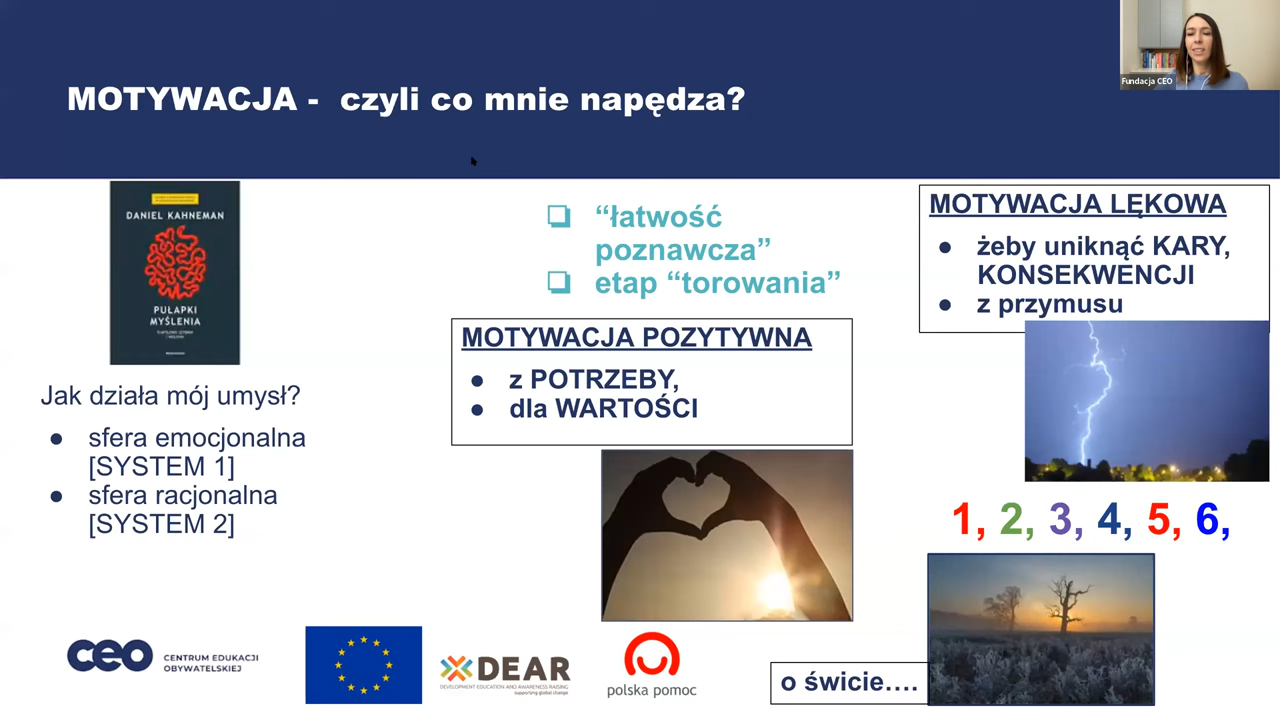 MOTYWACJA - czyli co mnie napędza?
Fundacja CEO
DANIEL KAHNEMAN
PUŁAPKI
MYŚLENIA
Jak działa mój umysł?
● sfera emocjonalna
[SYSTEM 1]
● sfera racjonalna
[SYSTEM 2]
❏ “łatwość
poznawcza”
❏ etap “torowania”
MOTYWACJA POZYTYWNA
● z POTRZEBY,
● dla WARTOŚCI
MOTYWACJA LĘKOWA
● żeby uniknąć KARY,
KONSEKWENCJI
● z przymusu
1, 2, 3, 4, 5, 6,
o świcie....
ceo CENTRUM EDUKACJI
OBYWATELSKIEJ
DEAR
DEVELOPMENT EDUCATION AND AWARENESS RAISING
supporting global change
polska pomoc